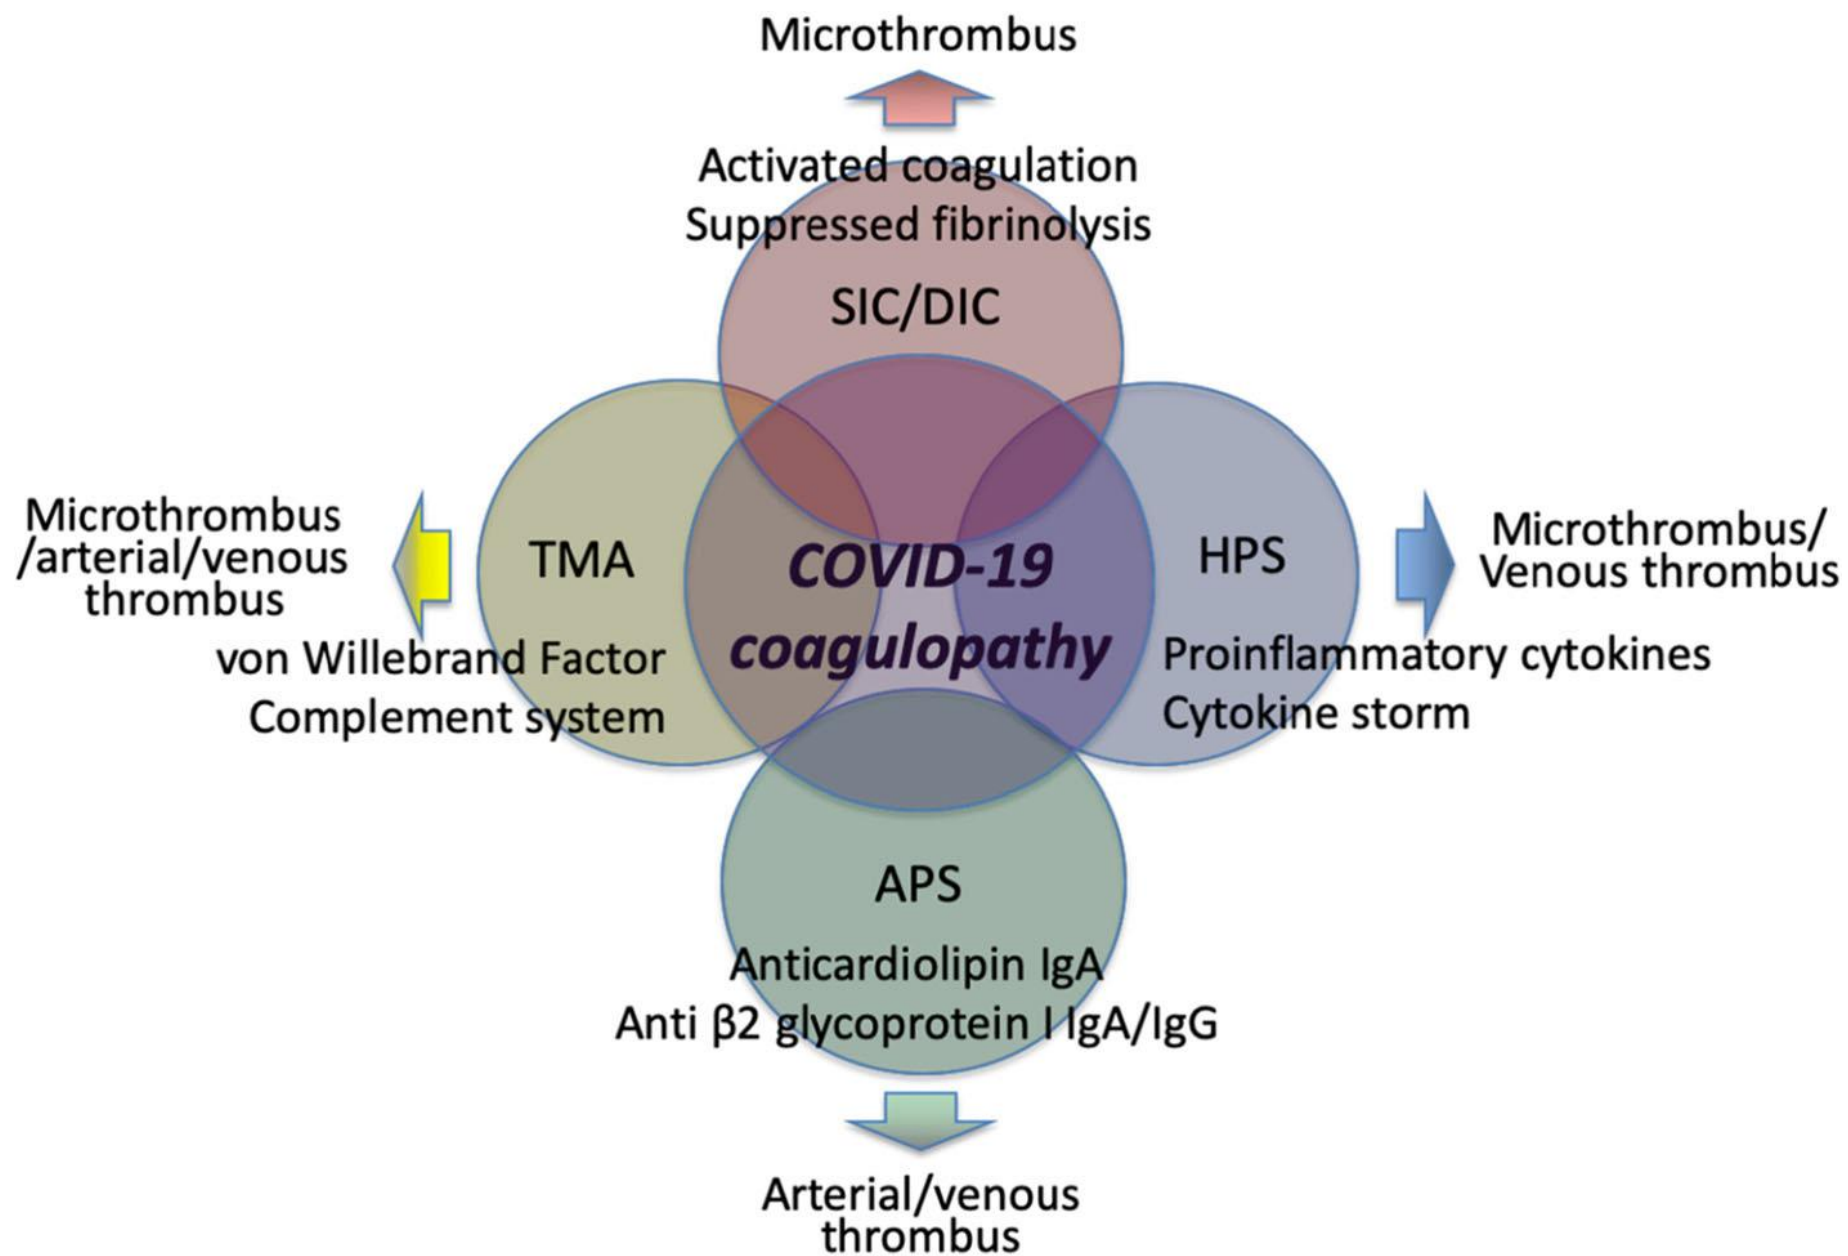 Microthrombus
Activated coagulation
Suppressed fibrinolysis
SIC/DIC
Microthrombus
/arterial/venous
thrombus
TMA
von Willebrand Factor
Complement system
COVID-19
coagulopathy
HPS
Proinflammatory cytokines
Cytokine storm
Microthrombus/
Venous thrombus
APS
Anticardiolipin IgA
Anti β2 glycoprotein I IgA/IgG
Arterial/venous
thrombus